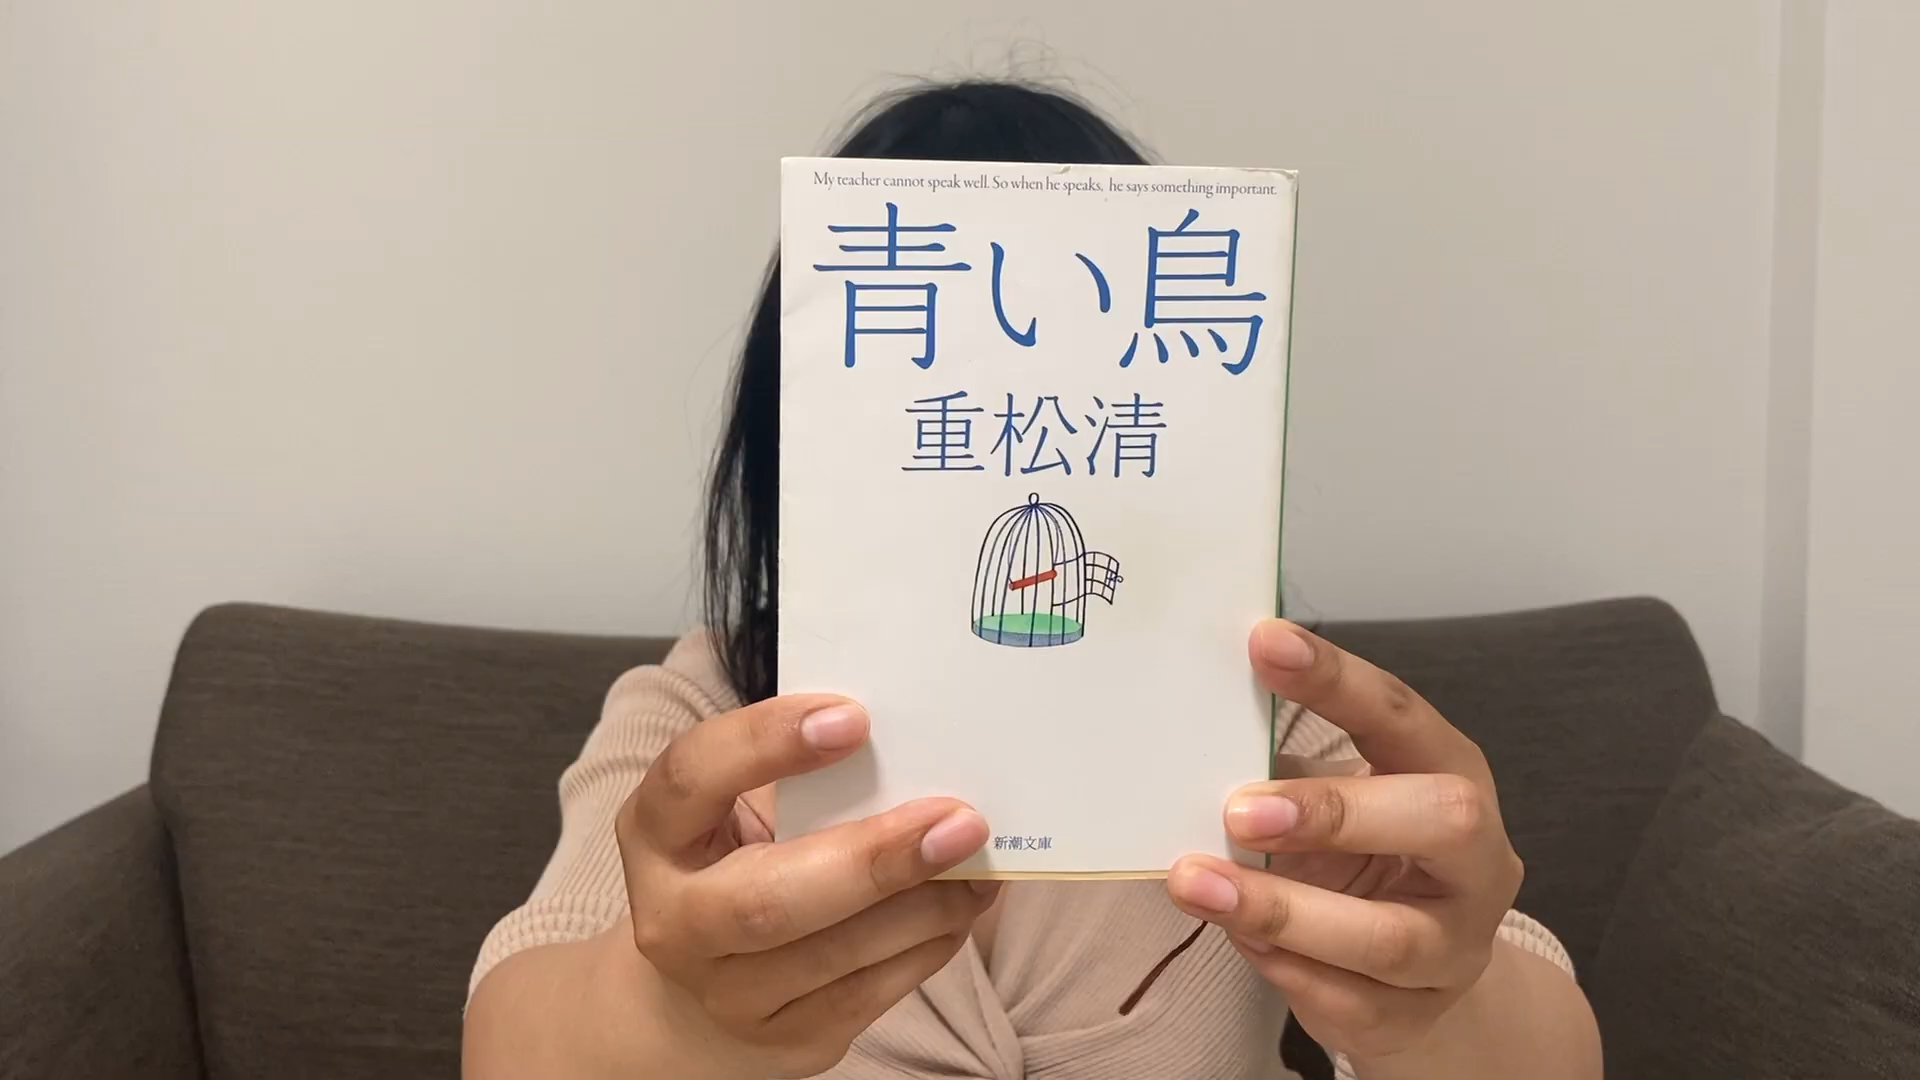 My teacher cannot speak well. So when he speaks, he says something important.
青い鳥
重松清
新潮文庫